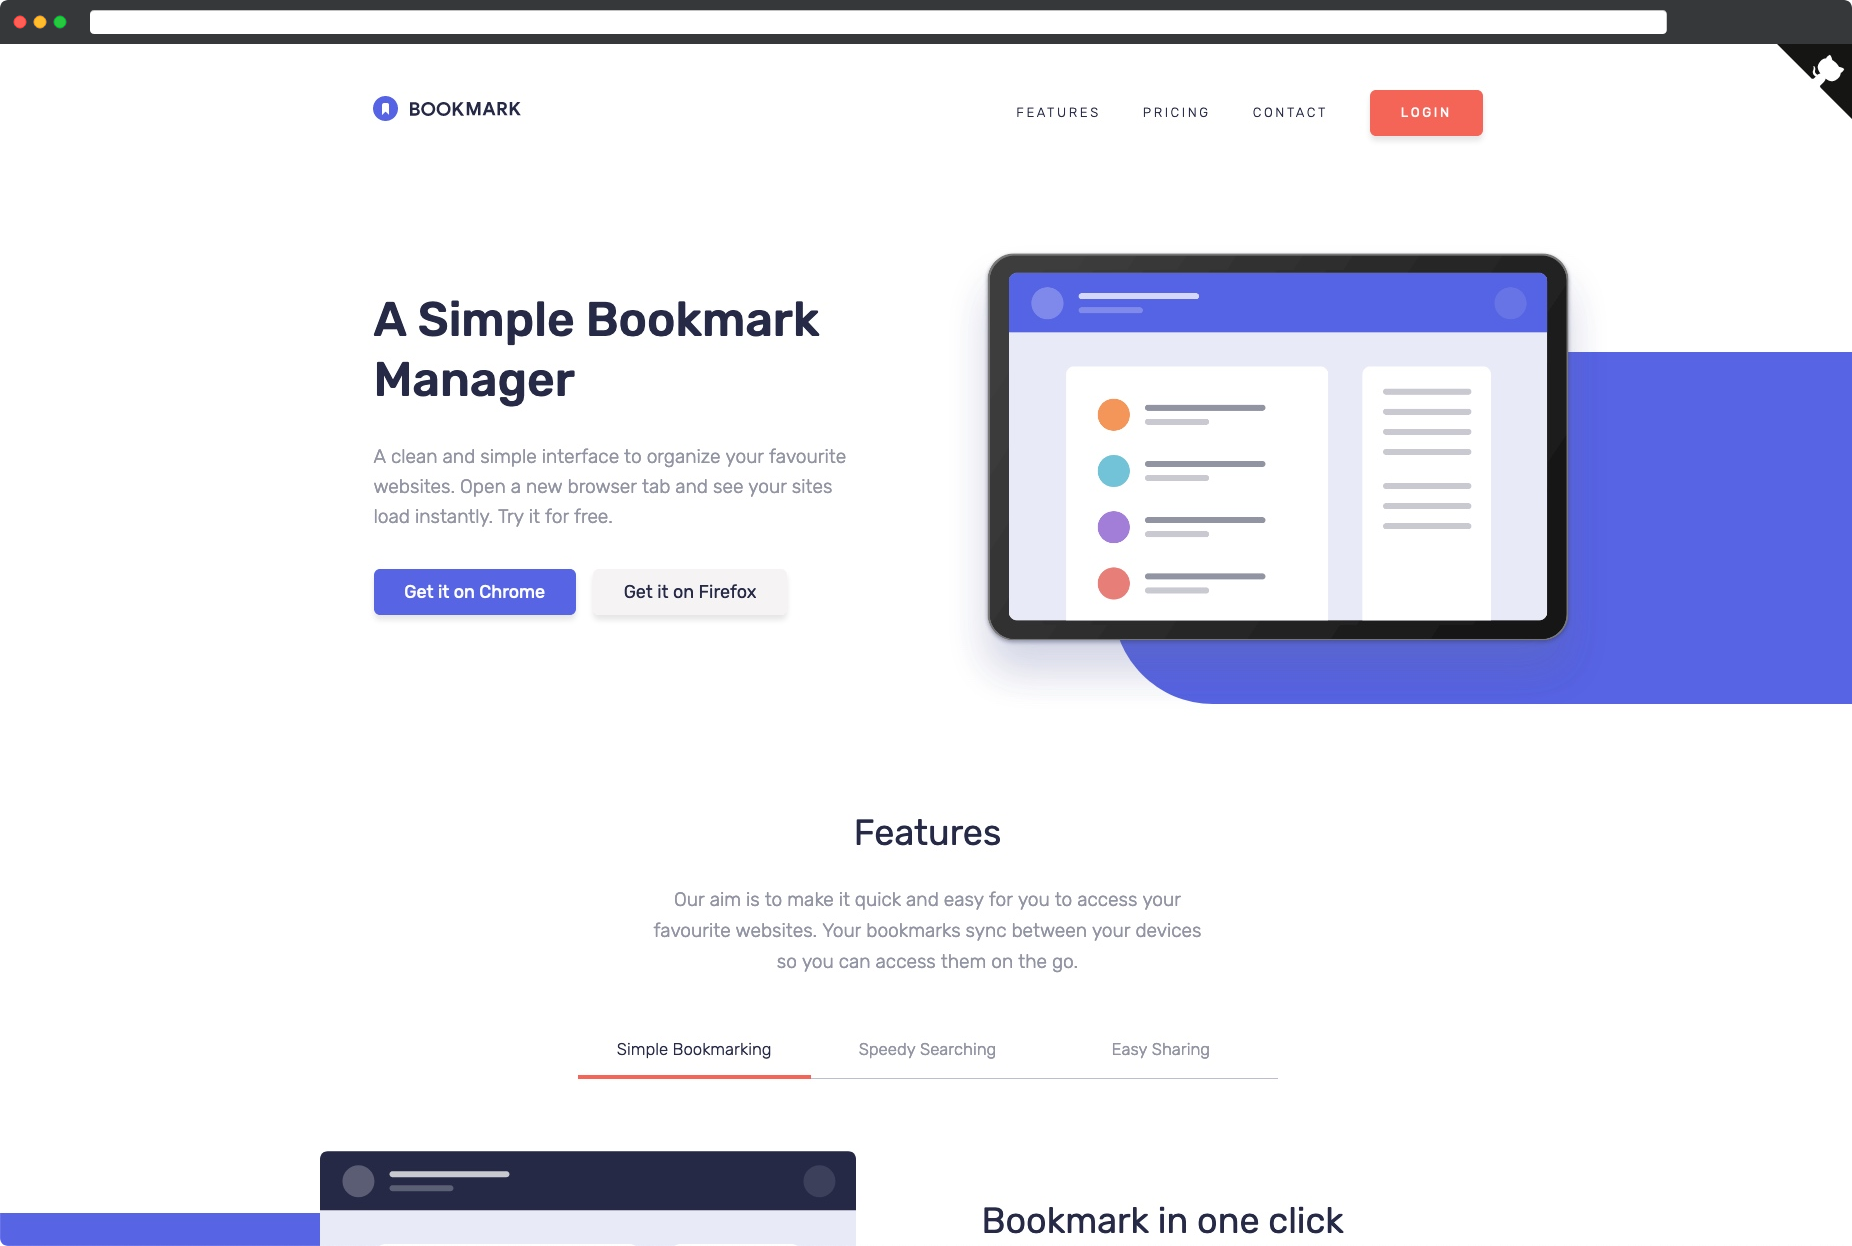 BOOKMARK
FEATURES
PRICING
CONTACT
LOGIN
A Simple Bookmark
Manager
A clean and simple interface to organize your favourite
websites. Open a new browser tab and see your sites
load instantly. Try it for free.
Get it on Chrome
Get it on Firefox
Features
Our aim is to make it quick and easy for you to access your
favourite websites. Your bookmarks sync between your devices
so you can access them on the go.
Simple Bookmarking
Speedy Searching
Easy Sharing
Bookmark in one click